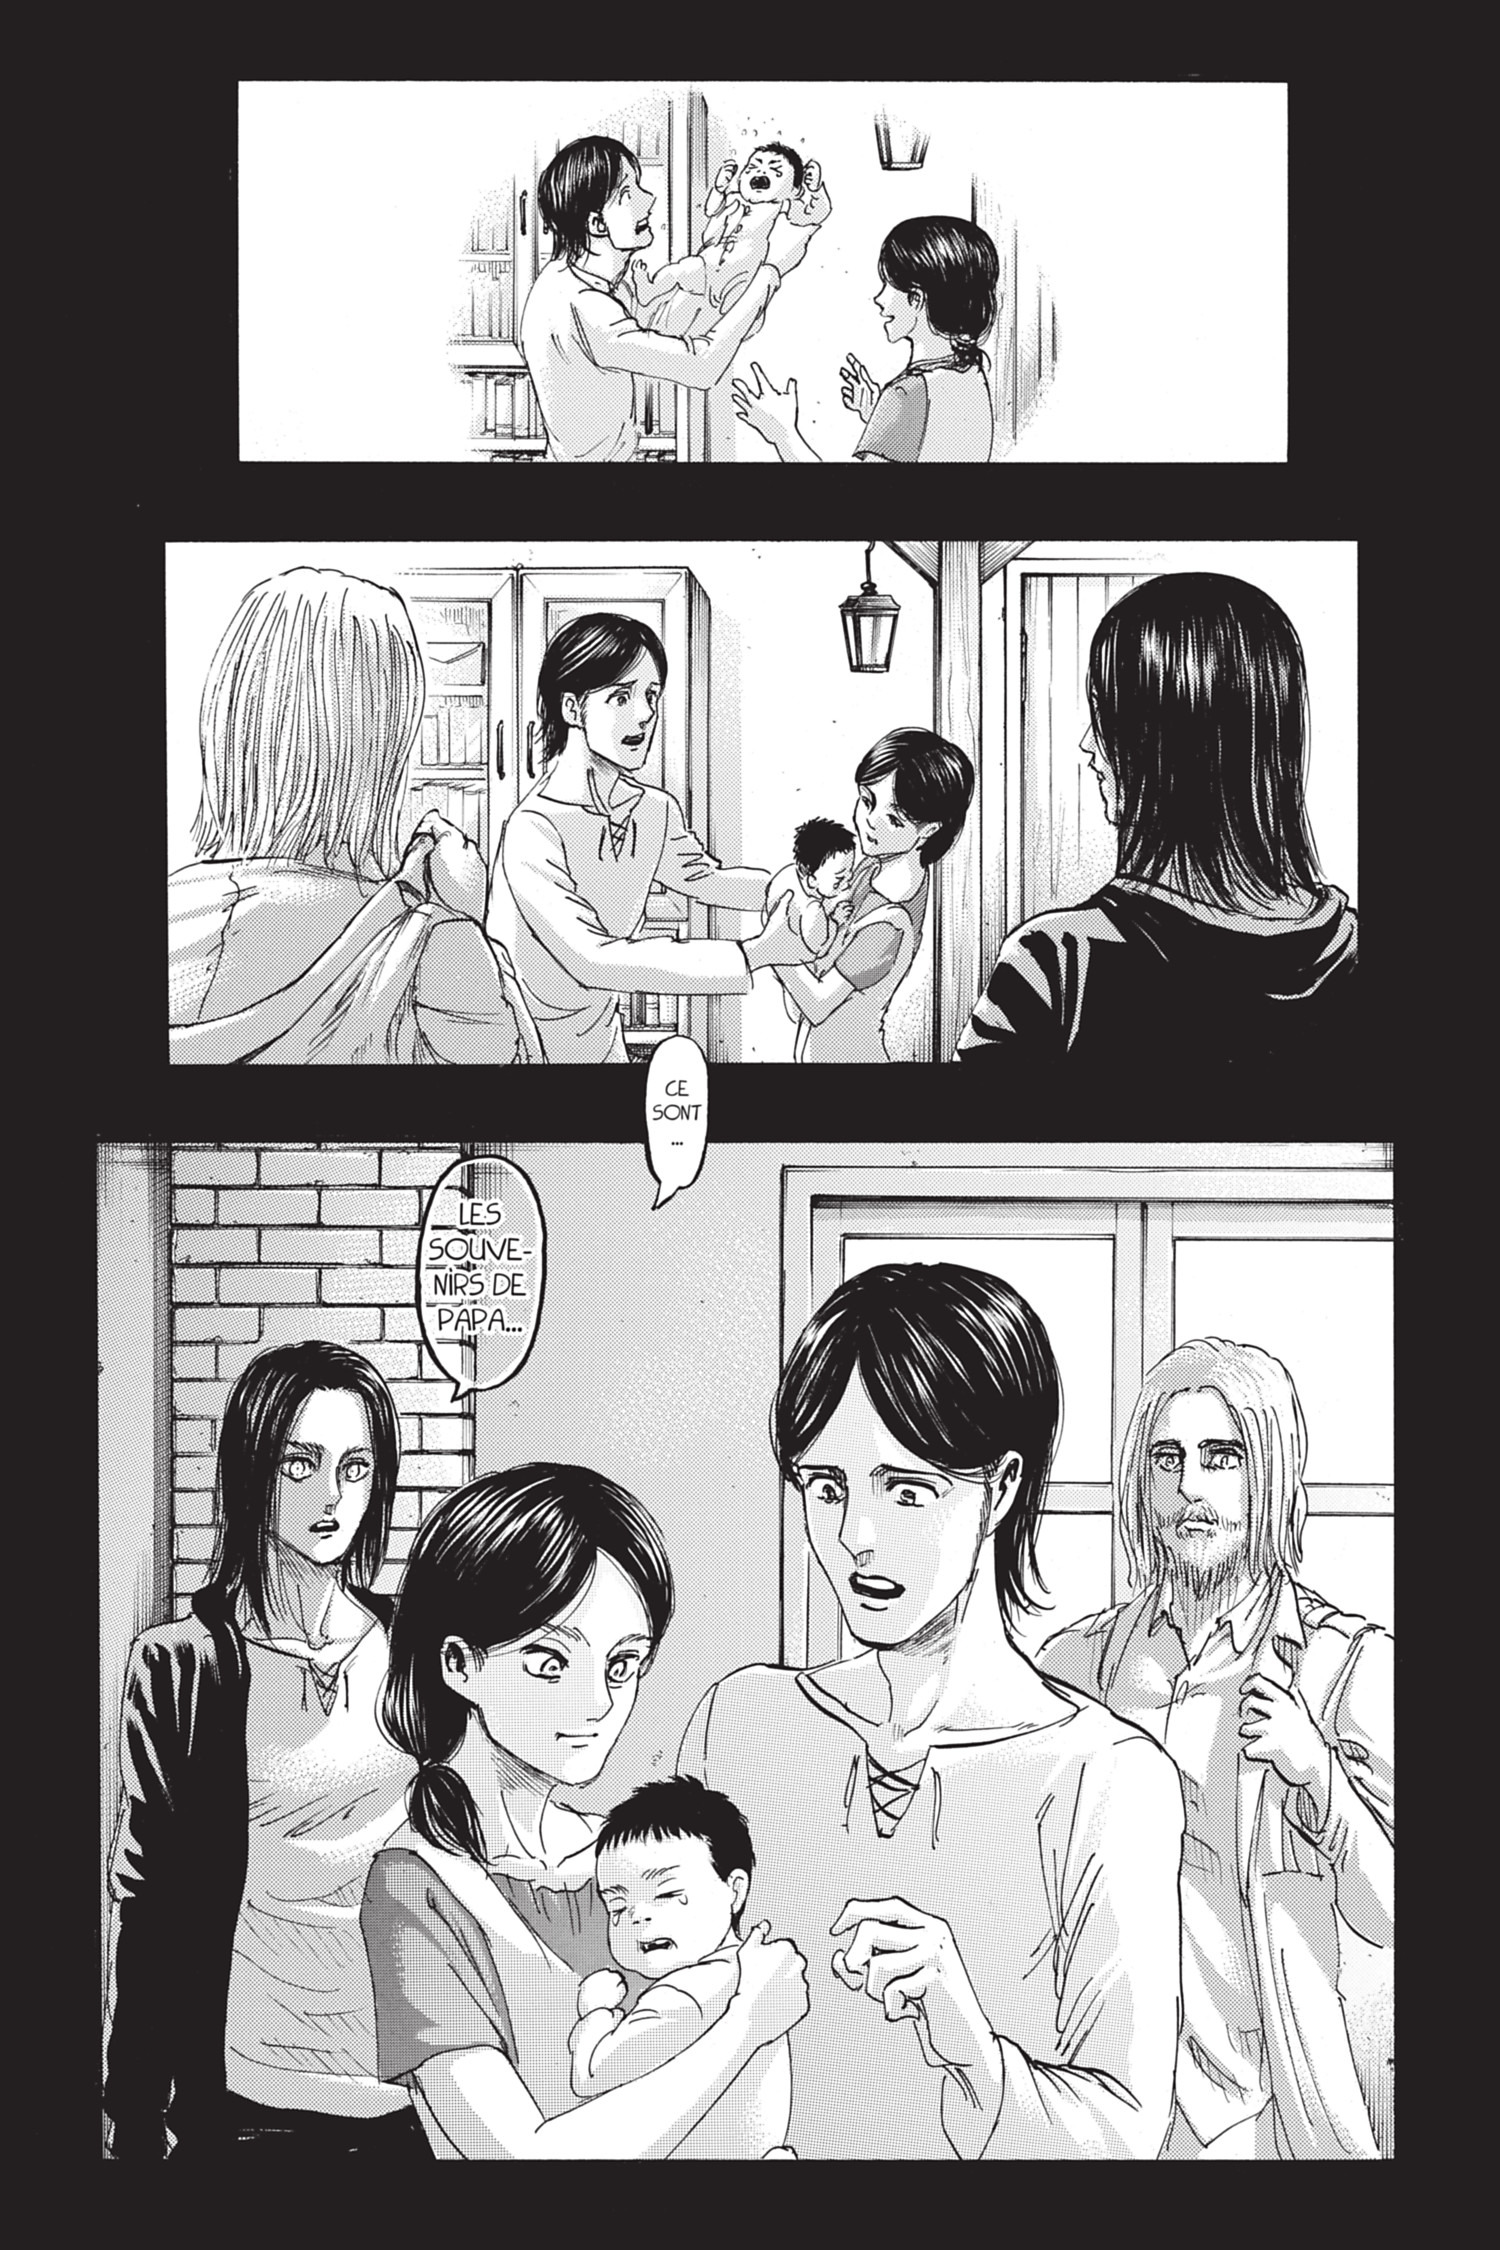 CE
SONT
...
LES
SOUVE-
NIRS DE
PAPA...